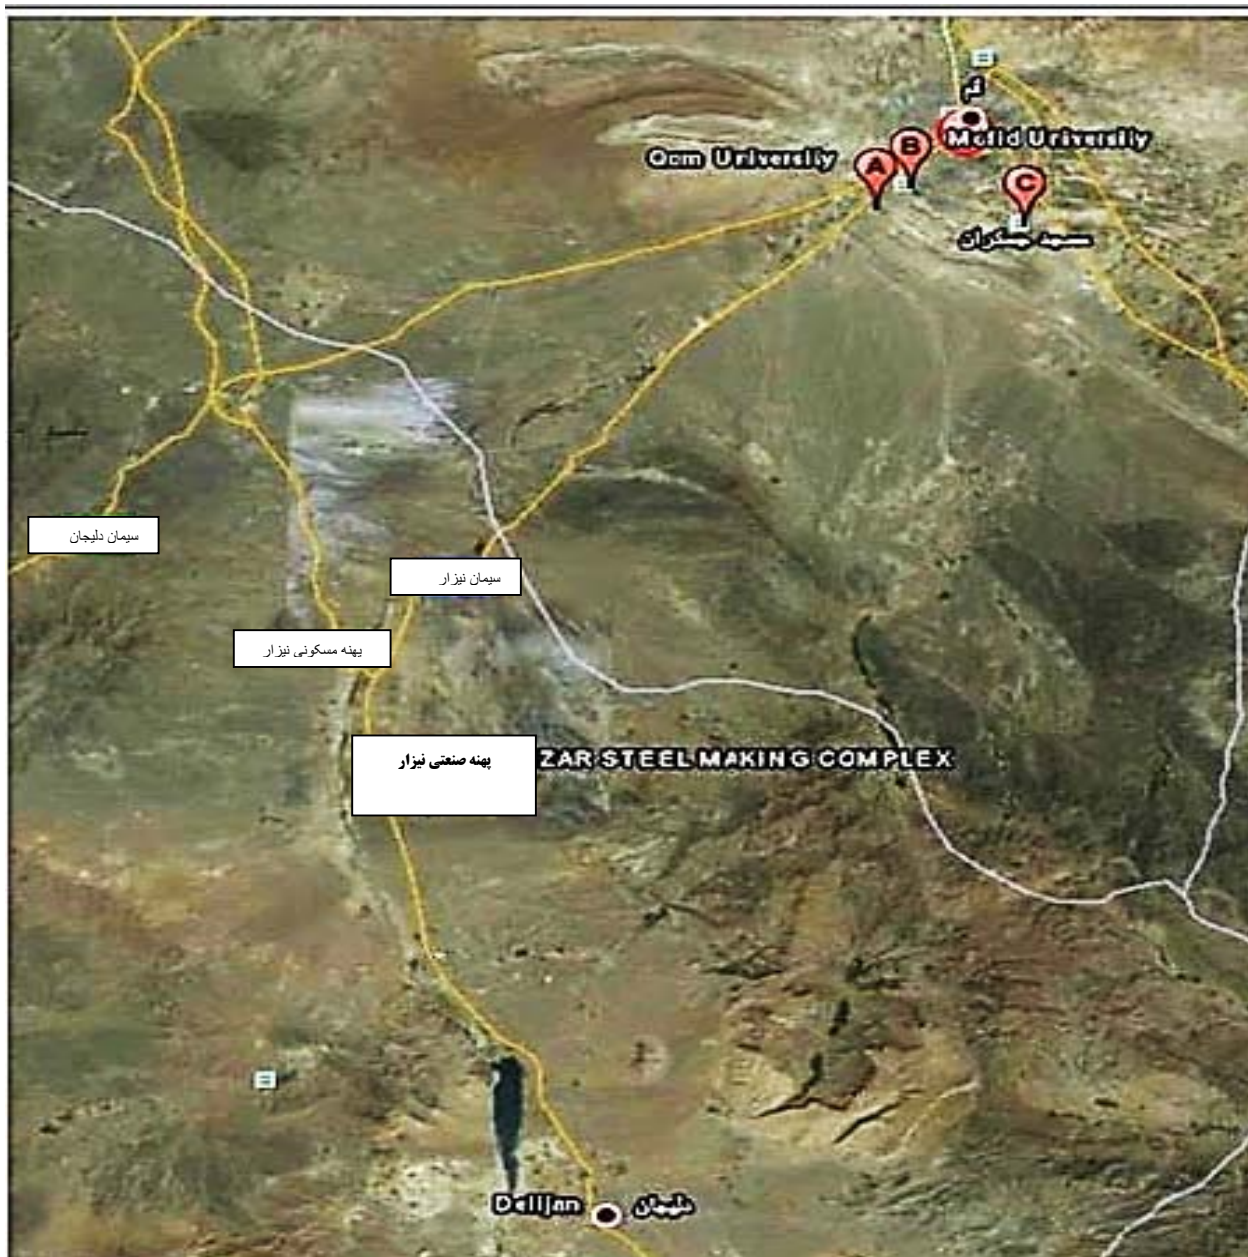 قم
Mofid University
Qom University
A
B
C
مسجد جمکران
سیمان دلیجان
سیمان نیزار
پهنه مسکونی نیزار
پهنه صنعتی نیزار
ZAR STEEL MAKING COMPLEX
Delijan
دلیجان